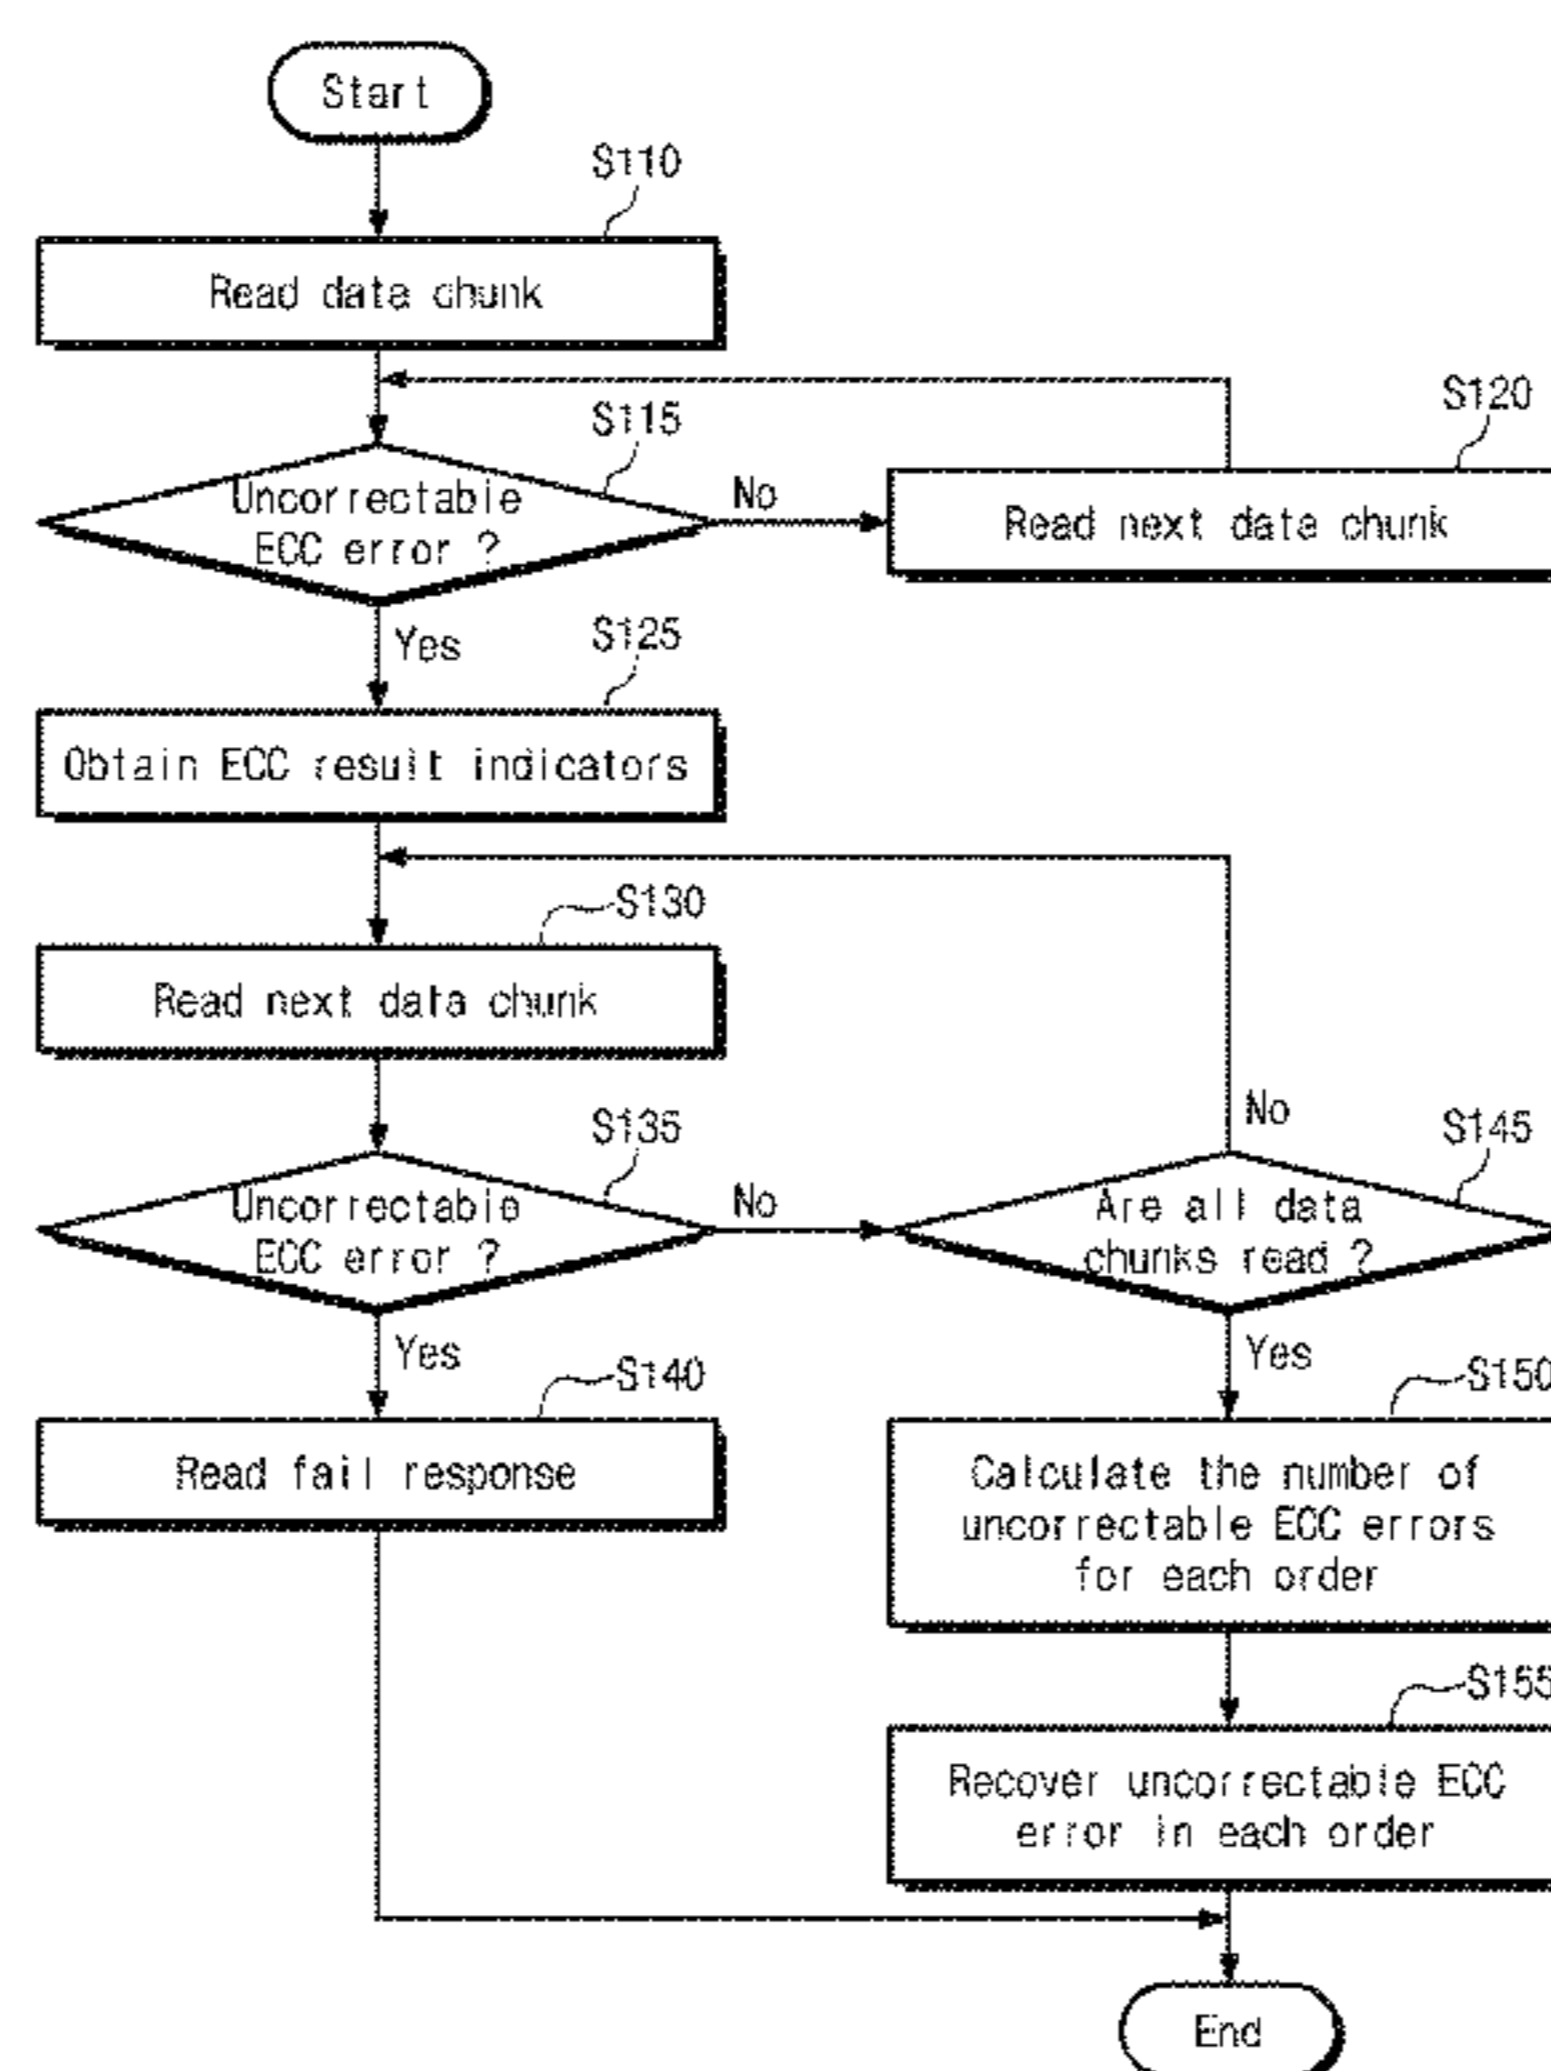 Start
S110
Read data chunk
S120
S115
Uncorrectable
ECC error ?
No
Read next data chunk
Yes
S125
Obtain ECC result indicators
S130
Read next data chunk
No
S135
S145
Uncorrectable
ECC error ?
No
Are all data
chunks read ?
Yes
Yes
S140
S150
Read fail response
Calculate the number of
uncorrectable ECC errors
for each order
S155
Recover uncorrectable ECC
error in each order
End